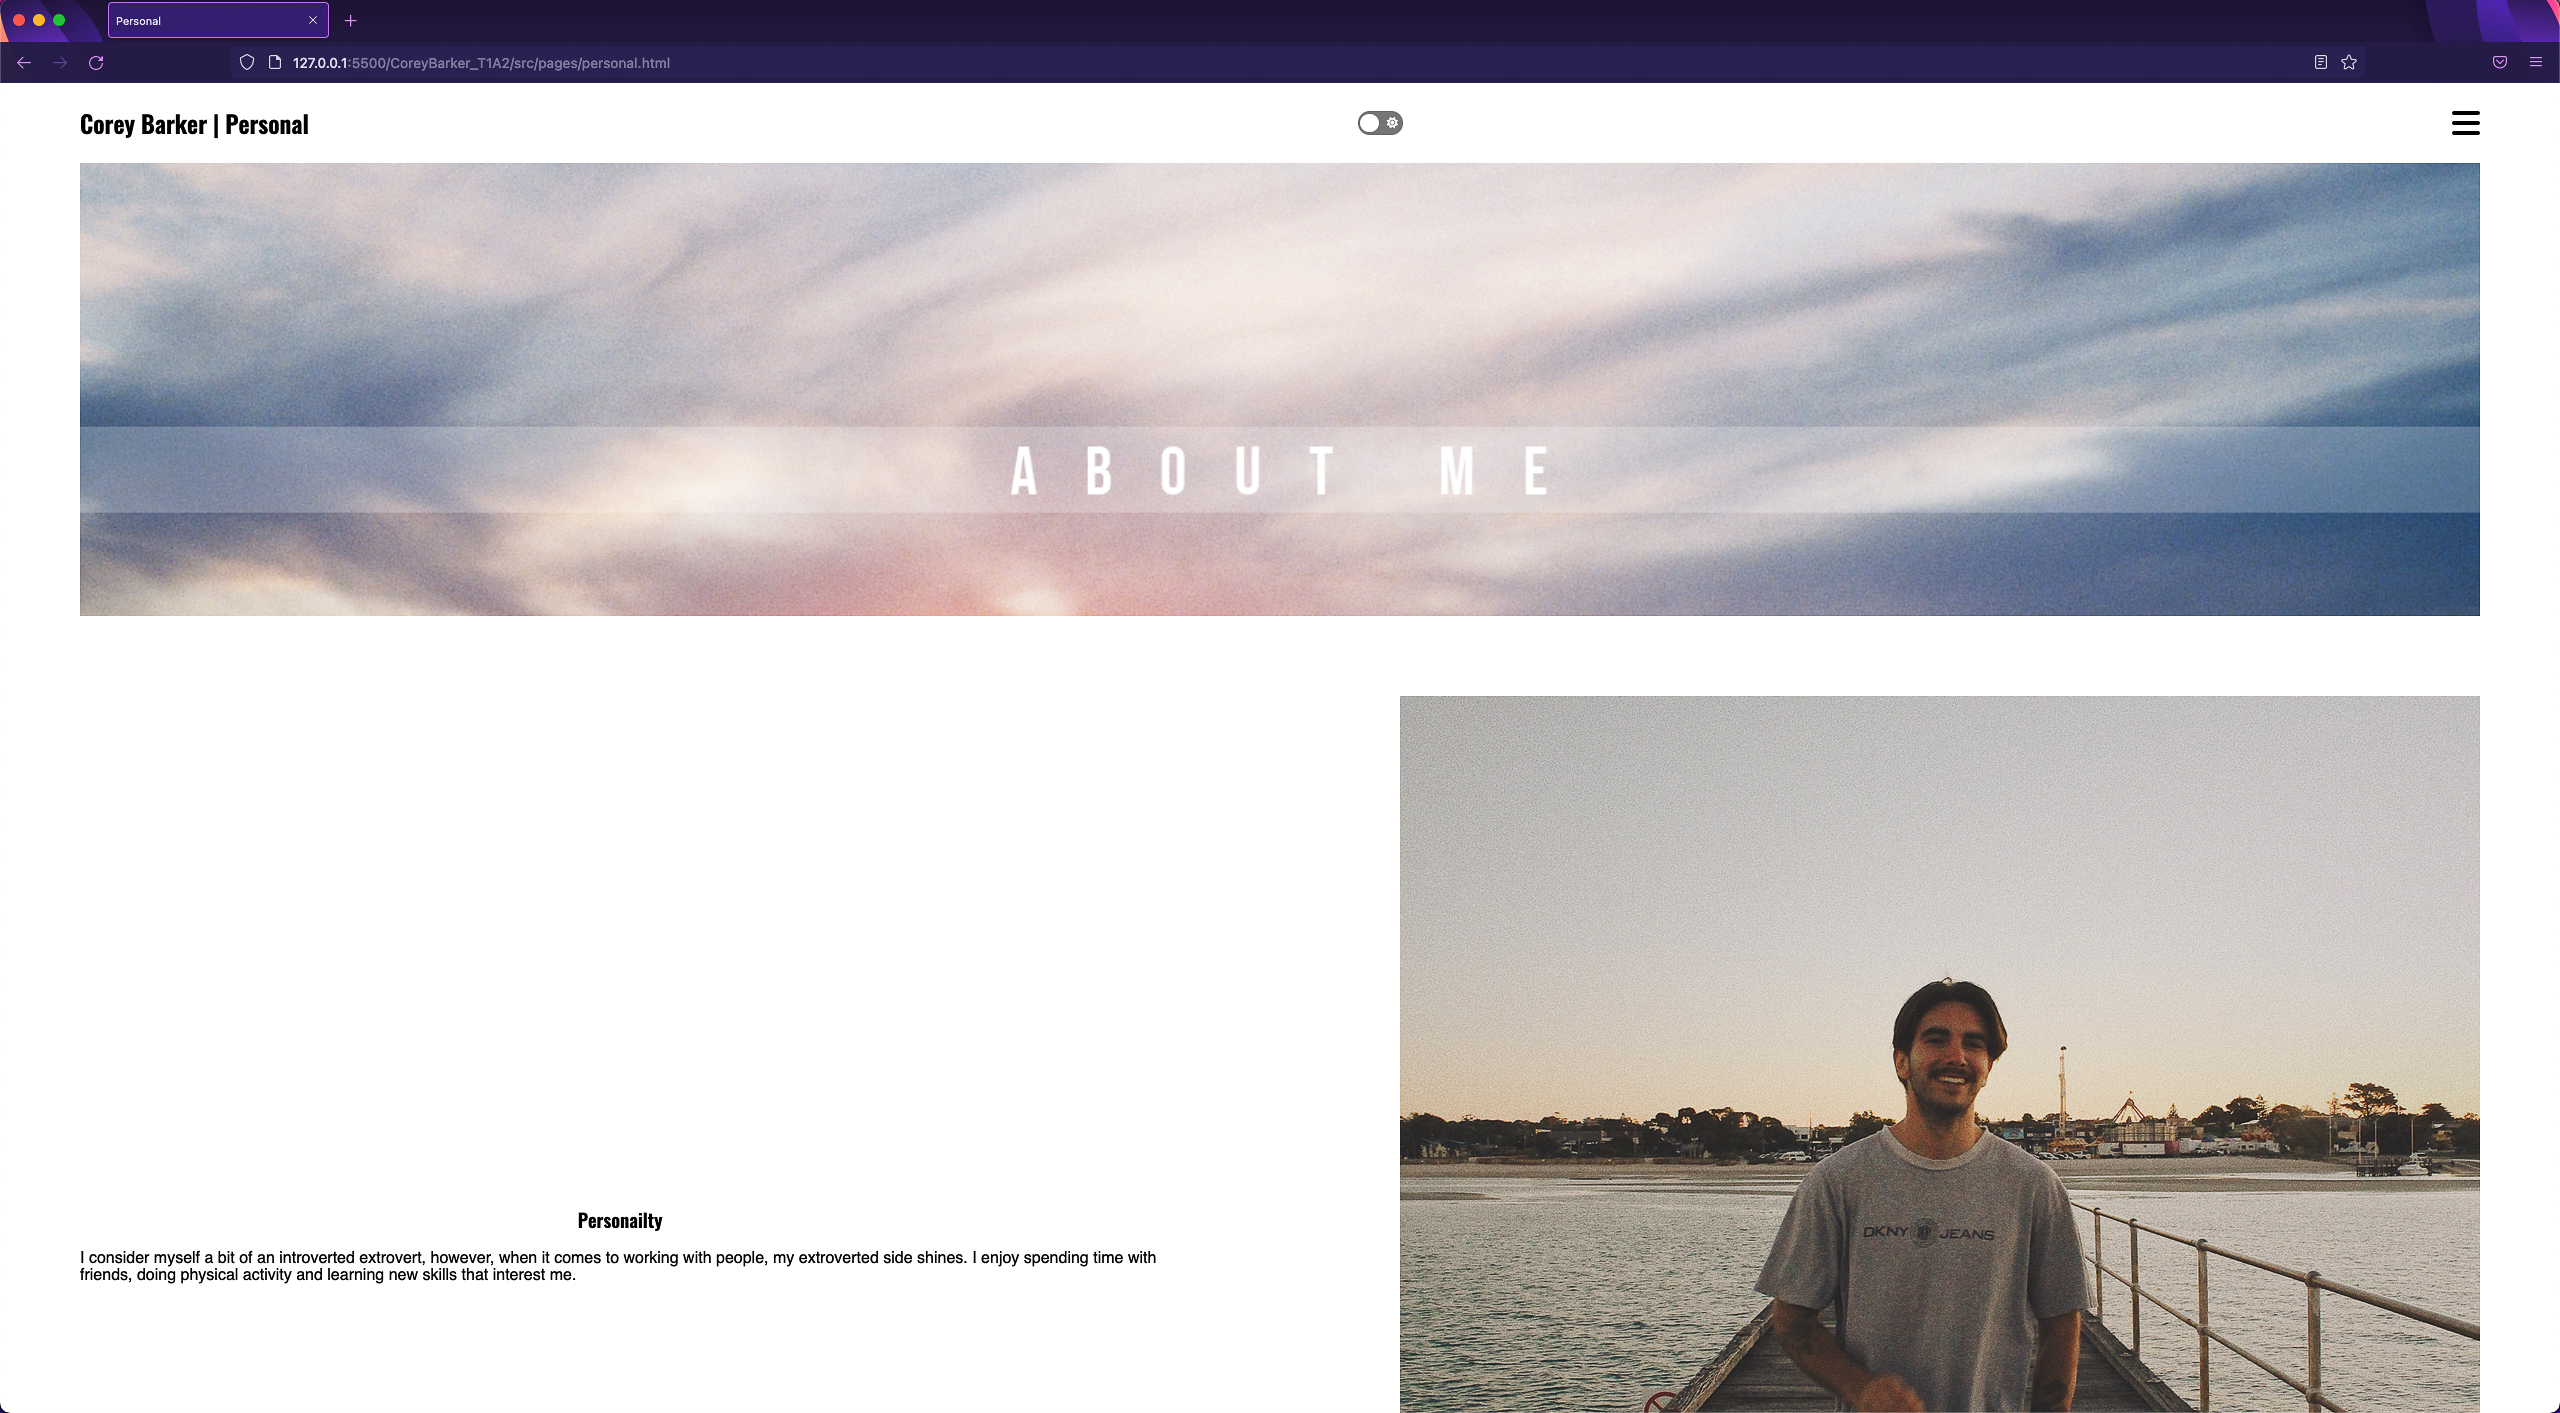 Personal
127.0.0.1:5500/CoreyBarker_T1A2/src/pages/personal.html
Corey Barker | Personal
ABOUT ME
Personailty
I consider myself a bit of an introverted extrovert, however, when it comes to working with people, my extroverted side shines. I enjoy spending time with
friends, doing physical activity and learning new skills that interest me.
DKNY JEANS